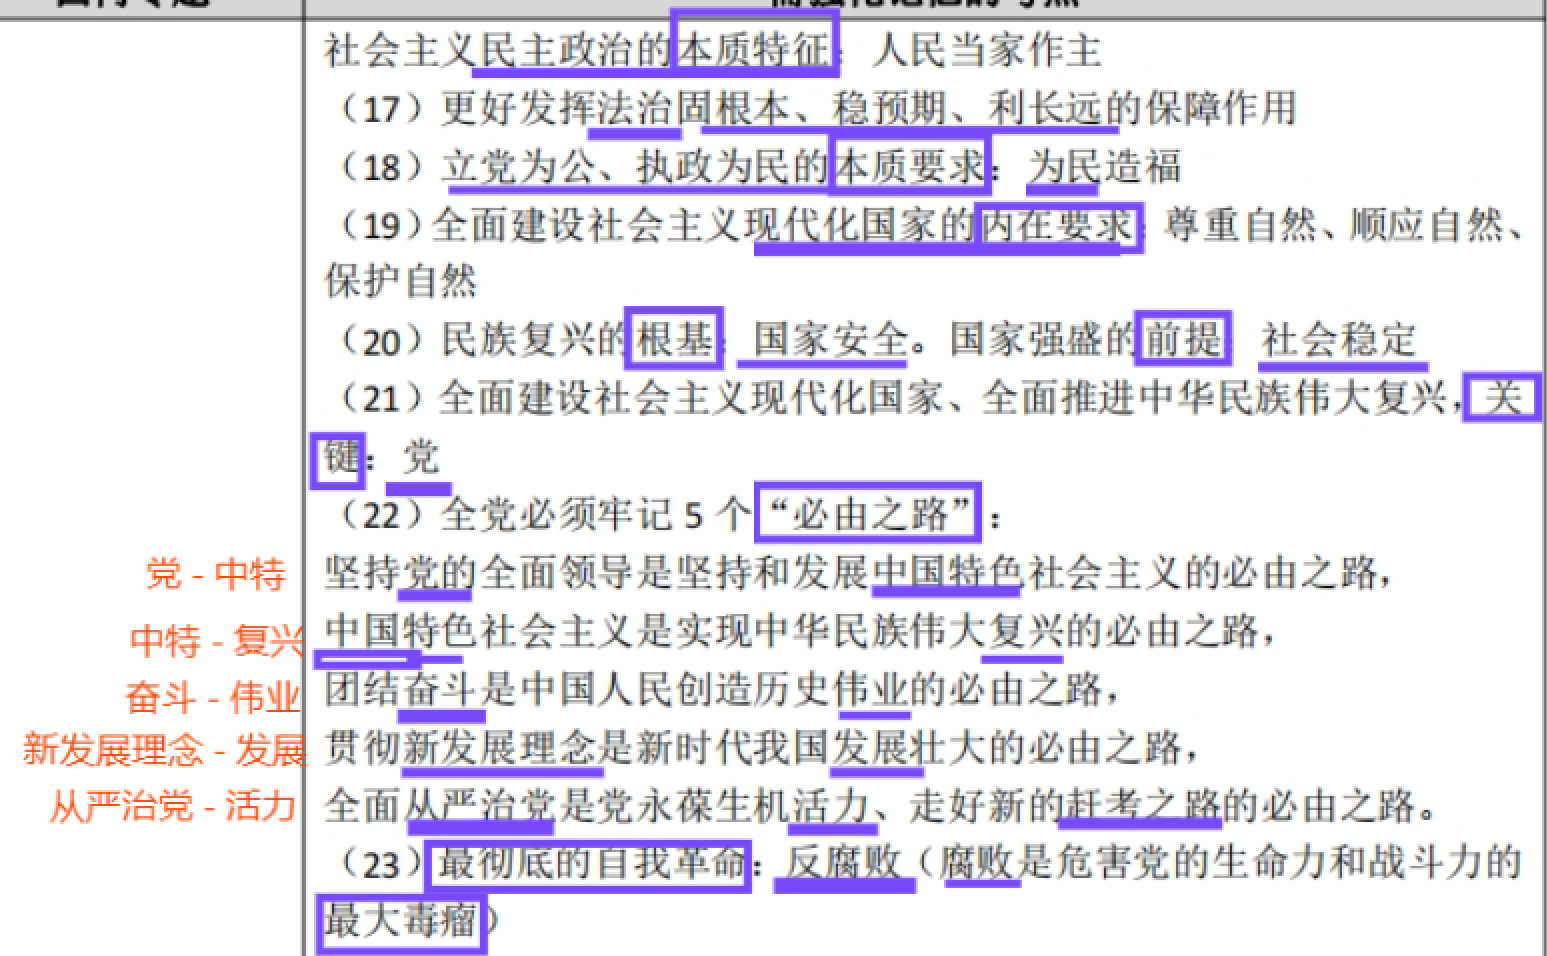 社会主义民主政治的本质特征：人民当家作主
（17）更好发挥法治固根本、稳预期、利长远的保障作用
（18）立党为公、执政为民的本质要求：为民造福
（19）全面建设社会主义现代化国家的内在要求：尊重自然、顺应自然、
保护自然
（20）民族复兴的根基：国家安全。国家强盛的前提：社会稳定
（21）全面建设社会主义现代化国家、全面推进中华民族伟大复兴，关
键：党
（22）全党必须牢记 5 个“必由之路”：
党 - 中特
坚持党的全面领导是坚持和发展中国特色社会主义的必由之路，
中特 - 复兴
中国特色社会主义是实现中华民族伟大复兴的必由之路，
奋斗 - 伟业
团结奋斗是中国人民创造历史伟业的必由之路，
新发展理念 - 发展
贯彻新发展理念是新时代我国发展壮大的必由之路，
从严治党 - 活力
全面从严治党是党永葆生机活力、走好新的赶考之路的必由之路。
（23）最彻底的自我革命：反腐败（腐败是危害党的生命力和战斗力的
最大毒瘤）